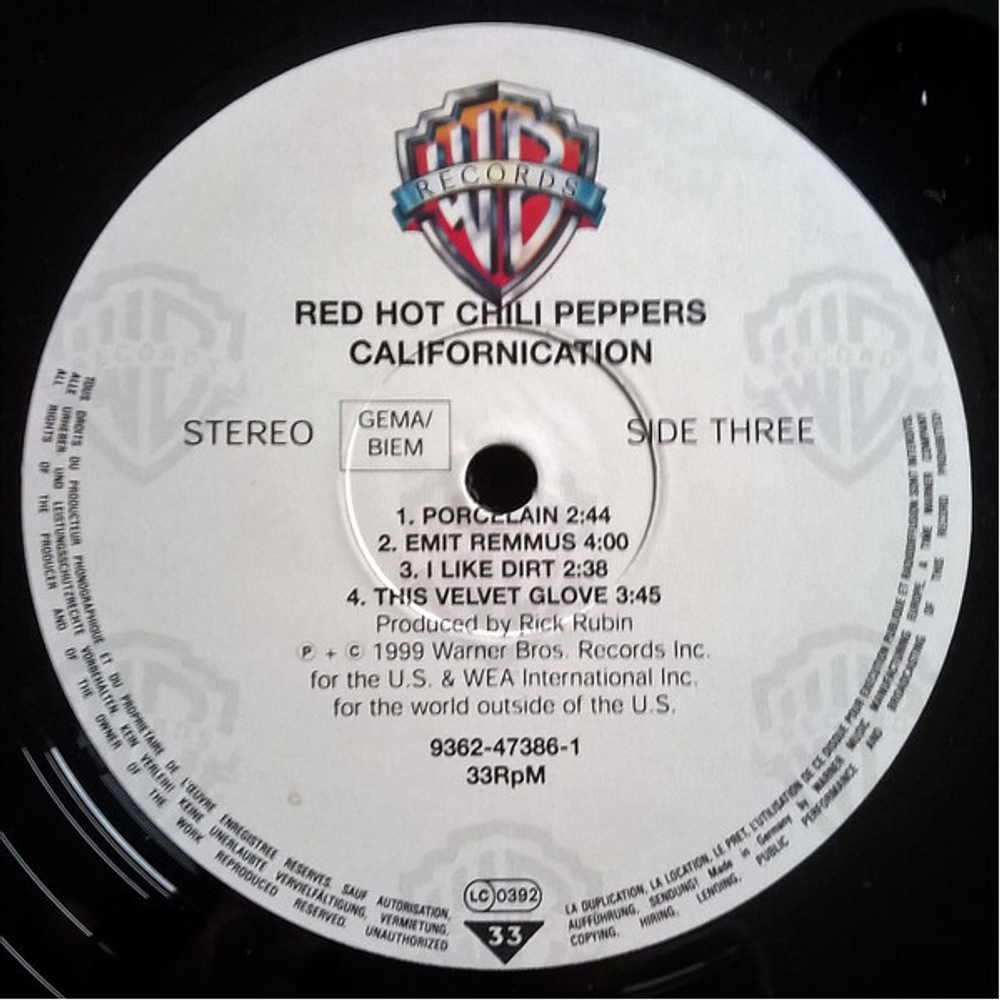 WB
RECORDS
RED HOT CHILI PEPPERS
CALIFORNICATION
STEREO
GEMA/
BIEM
SIDE THREE
1. PORCELAIN 2:44
2. EMIT REMMUS 4:00
3. I LIKE DIRT 2:38
4. THIS VELVET GLOVE 3:45
Produced by Rick Rubin
℗ + © 1999 Warner Bros. Records Inc.
for the U.S. & WEA International Inc.
for the world outside of the U.S.
9362-47386-1
33RpM
LC 0392
33
TOUS DROITS DU PRODUCTEUR PHONOGRAPHIQUE ET DU PROPRIETAIRE DE L'ŒUVRE ENREGISTREE RESERVES. SAUF AUTORISATION, LA DUPLICATION, LA LOCATION, LE PRET, L'UTILISATION DE CE DISQUE POUR EXECUTION PUBLIQUE ET RADIODIFFUSION SONT INTERDITS.
ALLE URHEBER UND LEISTUNGSSCHUTZRECHTE VORBEHALTEN KEIN VERLEIH! KEINE UNERLAUBTE VERVIELFÄLTIGUNG, VERMIETUNG, AUFFÜHRUNG, SENDUNG! Made in Germany by WARNER MUSIC MANUFACTURING EUROPE. A TIME WARNER COMPANY
ALL RIGHTS OF THE PRODUCER AND OF THE OWNER OF THE WORK REPRODUCED RESERVED. UNAUTHORIZED COPYING, HIRING, LENDING, PUBLIC PERFORMANCE AND BROADCASTING OF THIS RECORD PROHIBITED!